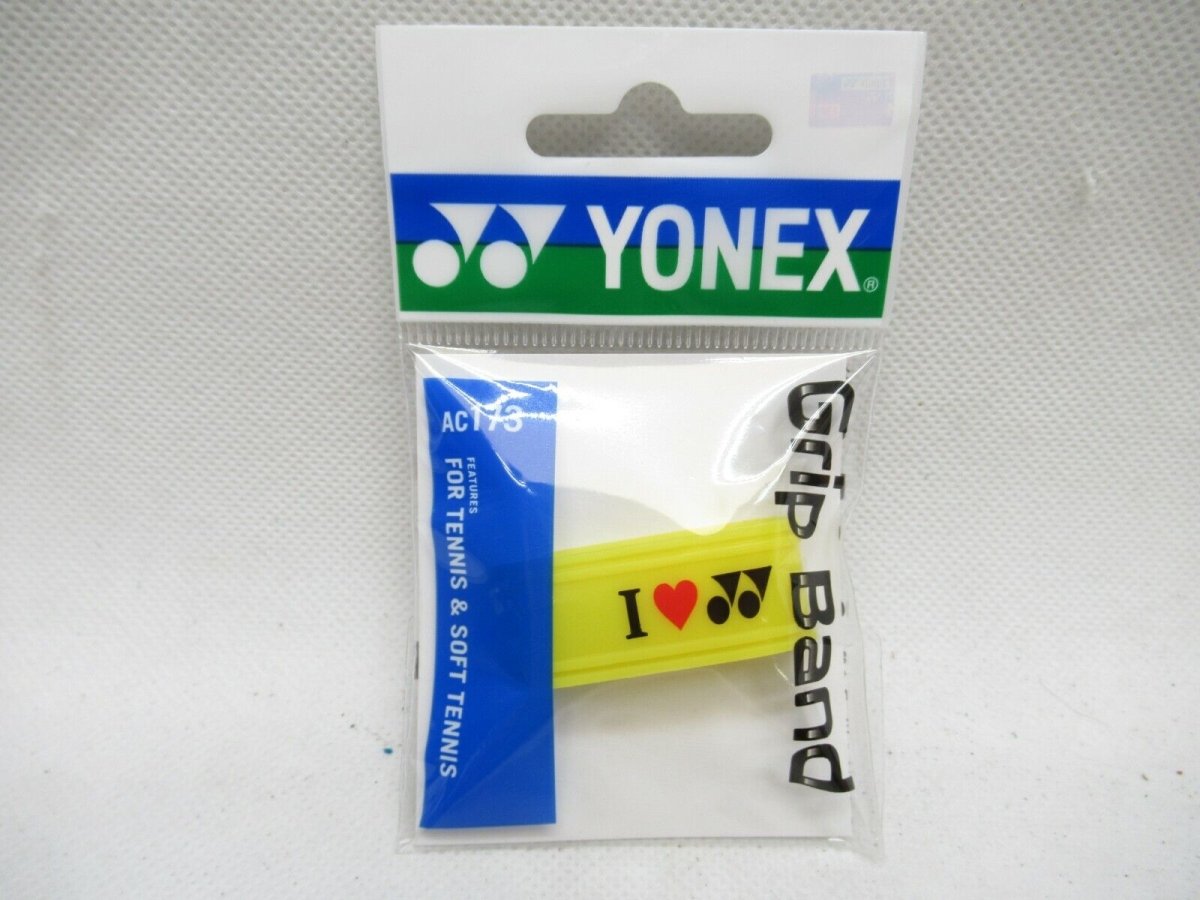 YONEX®
AC173
FEATURES
FOR TENNIS & SOFT TENNIS
I ♥
Grip Band